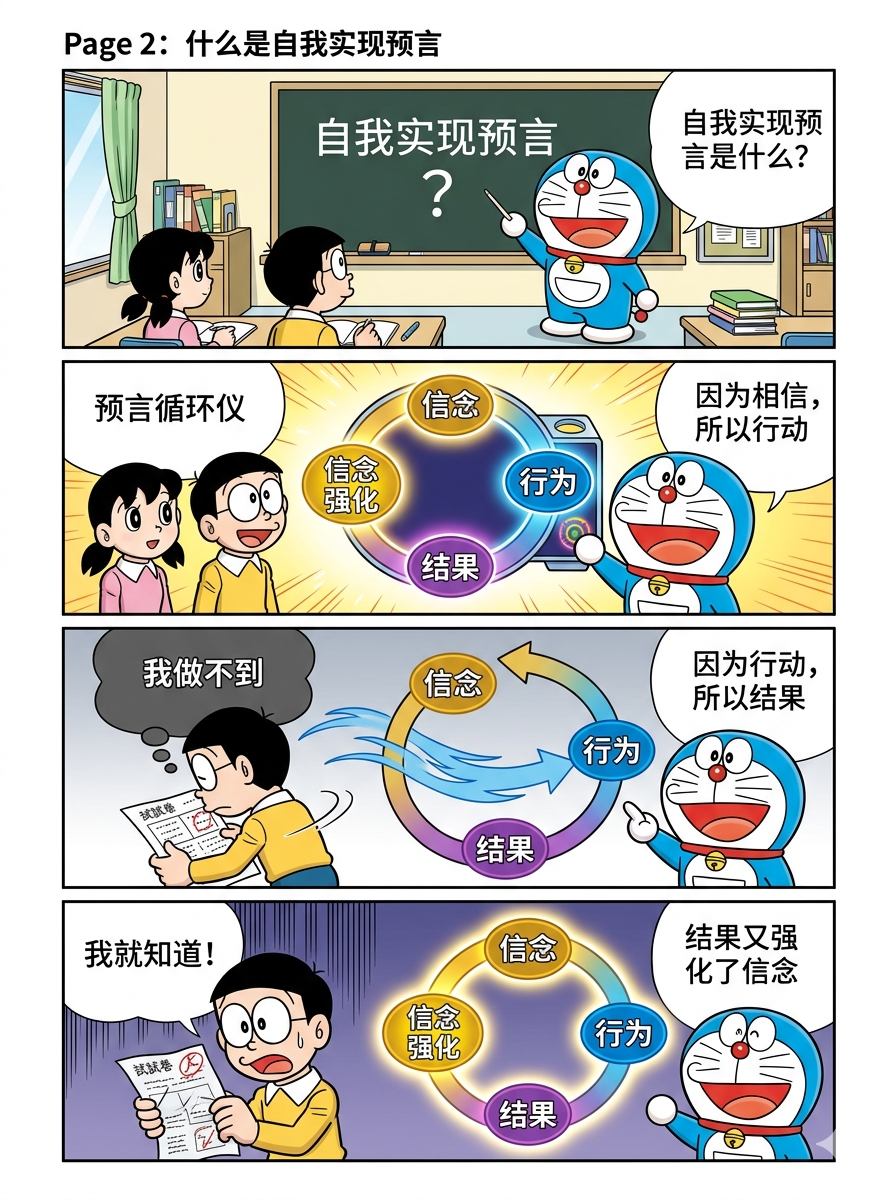 Page 2：什么是自我实现预言
自我实现预言
？
自我实现预
言是什么？
预言循环仪
信念
信念
强化
行为
结果
因为相信，
所以行动
我做不到
試試卷
信念
行为
结果
因为行动，
所以结果
我就知道！
試試卷
信念
信念
强化
行为
结果
结果又强
化了信念